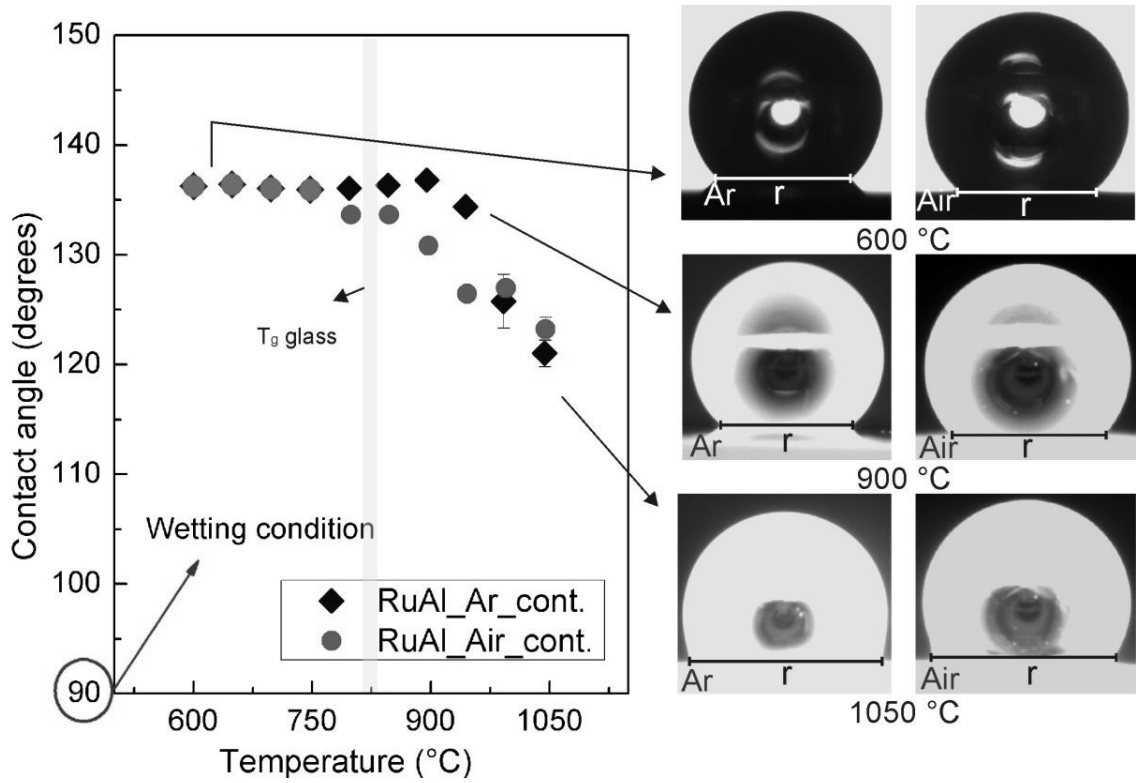 150
140
130
120
110
100
90
Contact angle (degrees)
600
750
900
1050
Temperature (°C)
Tg glass
Wetting condition
RuAl_Ar_cont.
RuAl_Air_cont.
Ar
r
Air
r
600 °C
Ar
r
Air
r
900 °C
Ar
r
Air
r
1050 °C